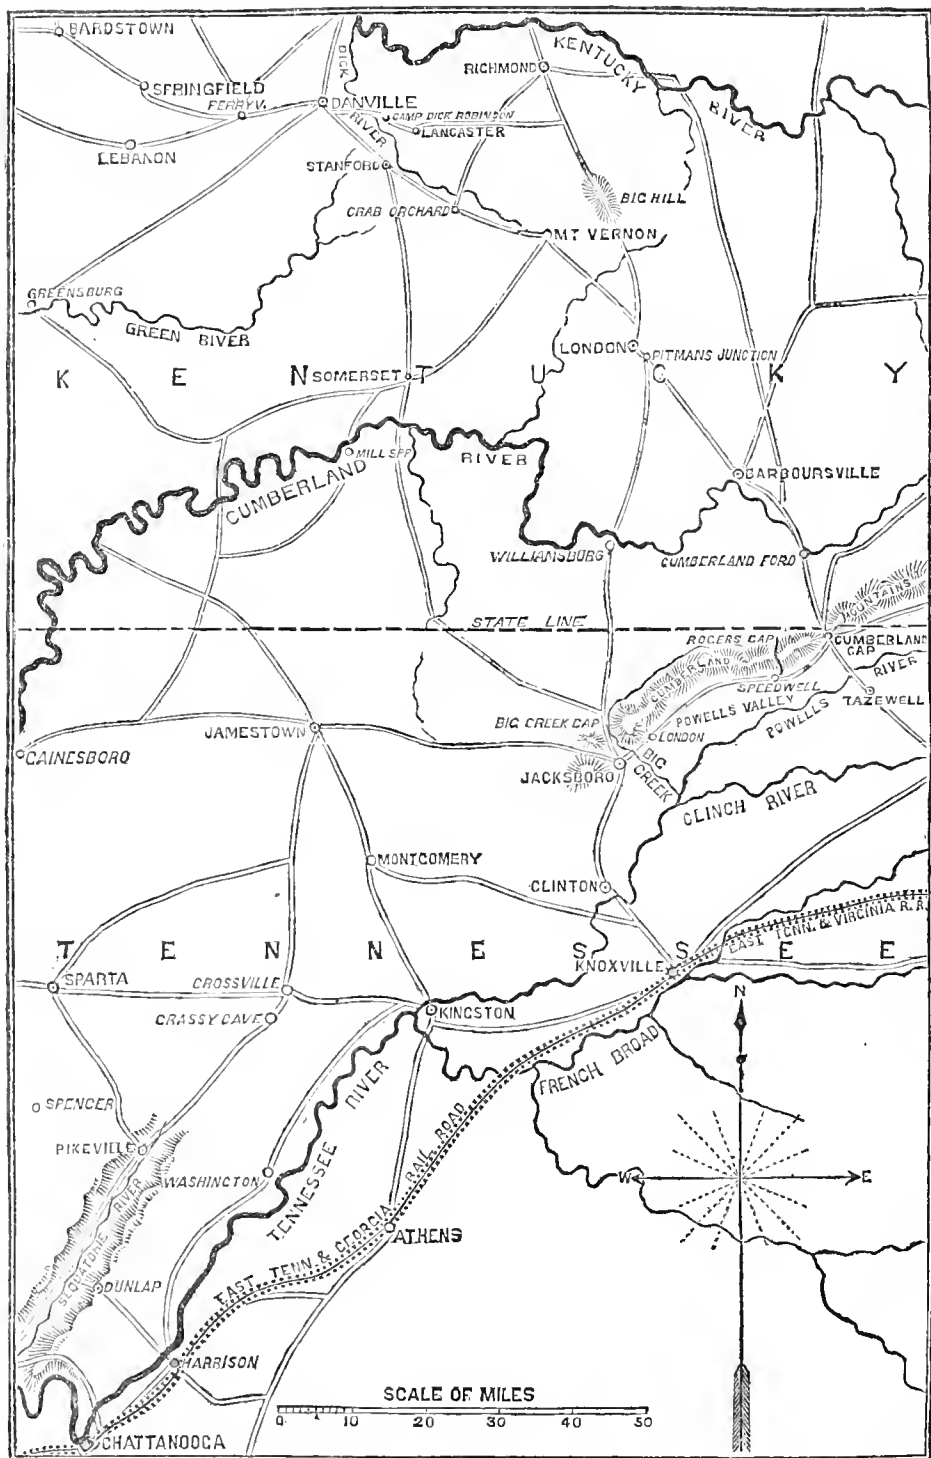 BARDSTOWN
SPRINGFIELD
PERRYV.
LEBANON
DANVILLE
DICK
RIVER
CAMP DICK ROBINSON
LANCASTER
RICHMOND
KENTUCKY
RIVER
STANFORD
CRAB ORCHARD
BIG HILL
MT VERNON
GREENSBURG
GREEN RIVER
LONDON
PITMANS JUNCTION
K E N T U C K Y
SOMERSET
MILL SPR
CUMBERLAND
RIVER
BARBOURSVILLE
WILLIAMSBURG
CUMBERLAND FORD
STATE LINE
MOUNTAINS
ROGERS GAP
CUMBERLAND
GAP
CUMBERLAND
SPEEDWELL
RIVER
POWELLS VALLEY
POWELLS
TAZEWELL
BIG CREEK GAP
LONDON
JAMESTOWN
GAINESBORO
JACKSBORO
BIG
CREEK
CLINCH RIVER
MONTGOMERY
CLINTON
EAST TENN. & VIRGINIA R.R.
T E N N E S S E E
SPARTA
CROSSVILLE
KNOXVILLE
KINGSTON
GRASSY CAVE
N
FRENCH BROAD
RIVER
TENNESSEE
SPENCER
PIKEVILLE
WASHINGTON
W
E
SEQUATCHIE
RIVER
EAST. TENN. & GEORGIA
RAIL ROAD
ATHENS
DUNLAP
HARRISON
SCALE OF MILES
0 10 20 30 40 50
CHATTANOOGA